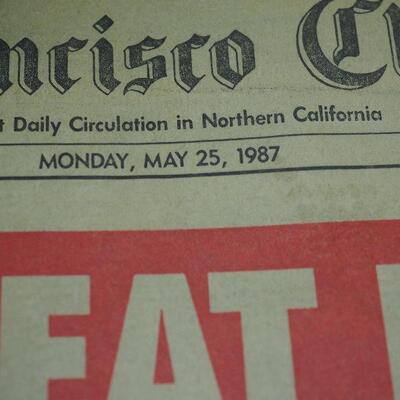 ncisco C
t Daily Circulation in Northern California
MONDAY, MAY 25, 1987
EAT